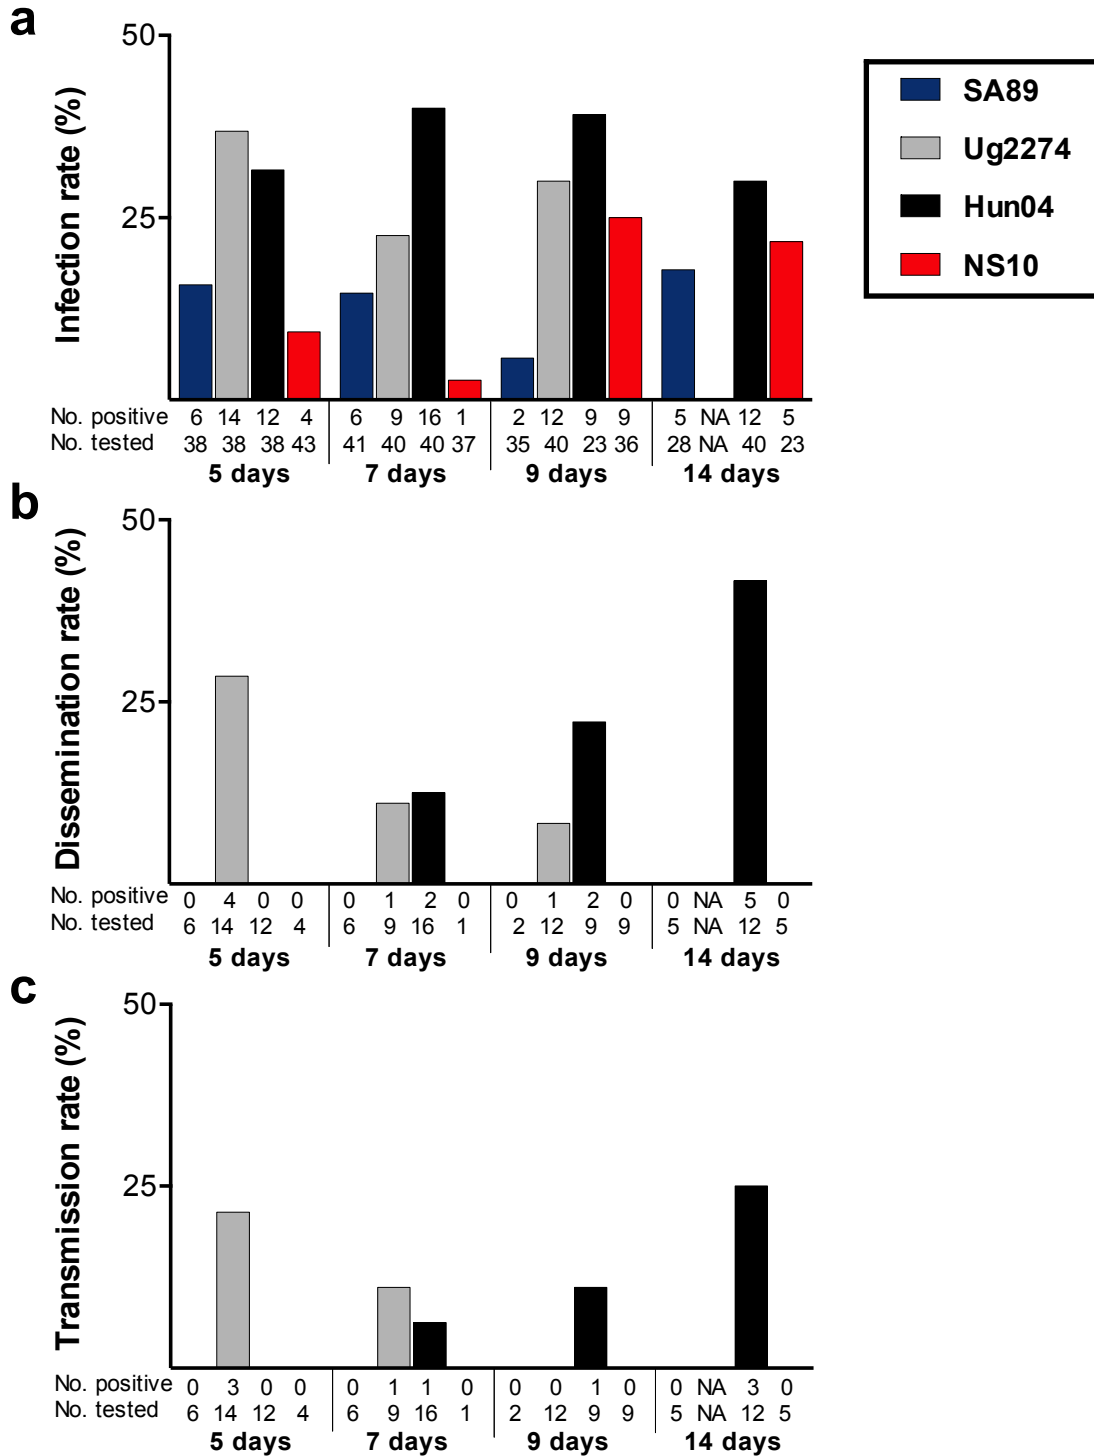 a
50
25
Infection rate (%)
SA89
Ug2274
Hun04
NS10
No. positive 6 14 12 4 6 9 16 1 2 12 9 9 5 NA 12 5
No. tested 38 38 38 43 41 40 40 37 35 40 23 36 28 NA 40 23
5 days 7 days 9 days 14 days
b
50
25
Dissemination rate (%)
No. positive 0 4 0 0 0 1 2 0 0 1 2 0 0 NA 5 0
No. tested 6 14 12 4 6 9 16 1 2 12 9 9 5 NA 12 5
5 days 7 days 9 days 14 days
c
50
25
Transmission rate (%)
No. positive 0 3 0 0 0 1 1 0 0 0 1 0 0 NA 3 0
No. tested 6 14 12 4 6 9 16 1 2 12 9 9 5 NA 12 5
5 days 7 days 9 days 14 days